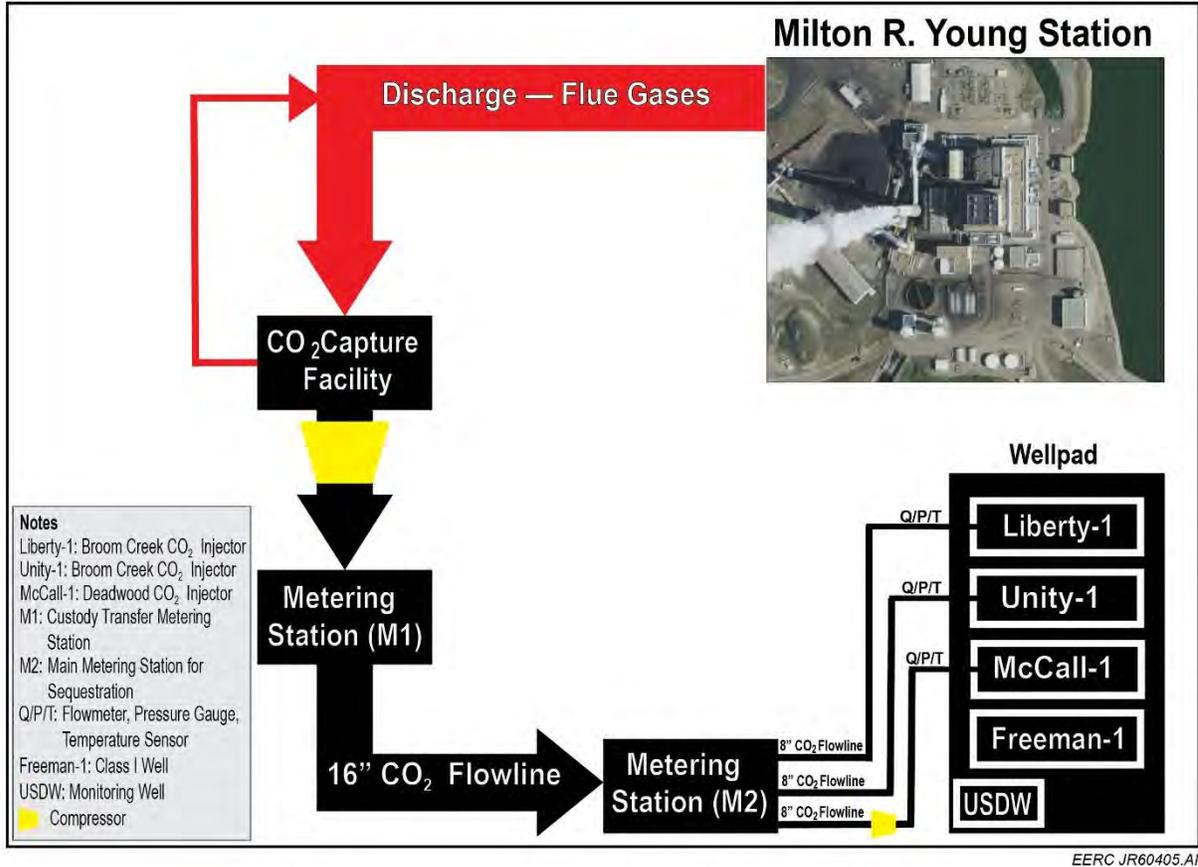 Milton R. Young Station
Discharge — Flue Gases
CO₂ Capture
Facility
Metering
Station (M1)
16” CO₂ Flowline
Metering
Station (M2)
8” CO₂ Flowline
8” CO₂ Flowline
8” CO₂ Flowline
Q/P/T
Q/P/T
Q/P/T
Wellpad
Liberty-1
Unity-1
McCall-1
Freeman-1
USDW
Notes
Liberty-1: Broom Creek CO₂ Injector
Unity-1: Broom Creek CO₂ Injector
McCall-1: Deadwood CO₂ Injector
M1: Custody Transfer Metering
Station
M2: Main Metering Station for
Sequestration
Q/P/T: Flowmeter, Pressure Gauge,
Temperature Sensor
Freeman-1: Class I Well
USDW: Monitoring Well
Compressor
EERC JR60405.AI